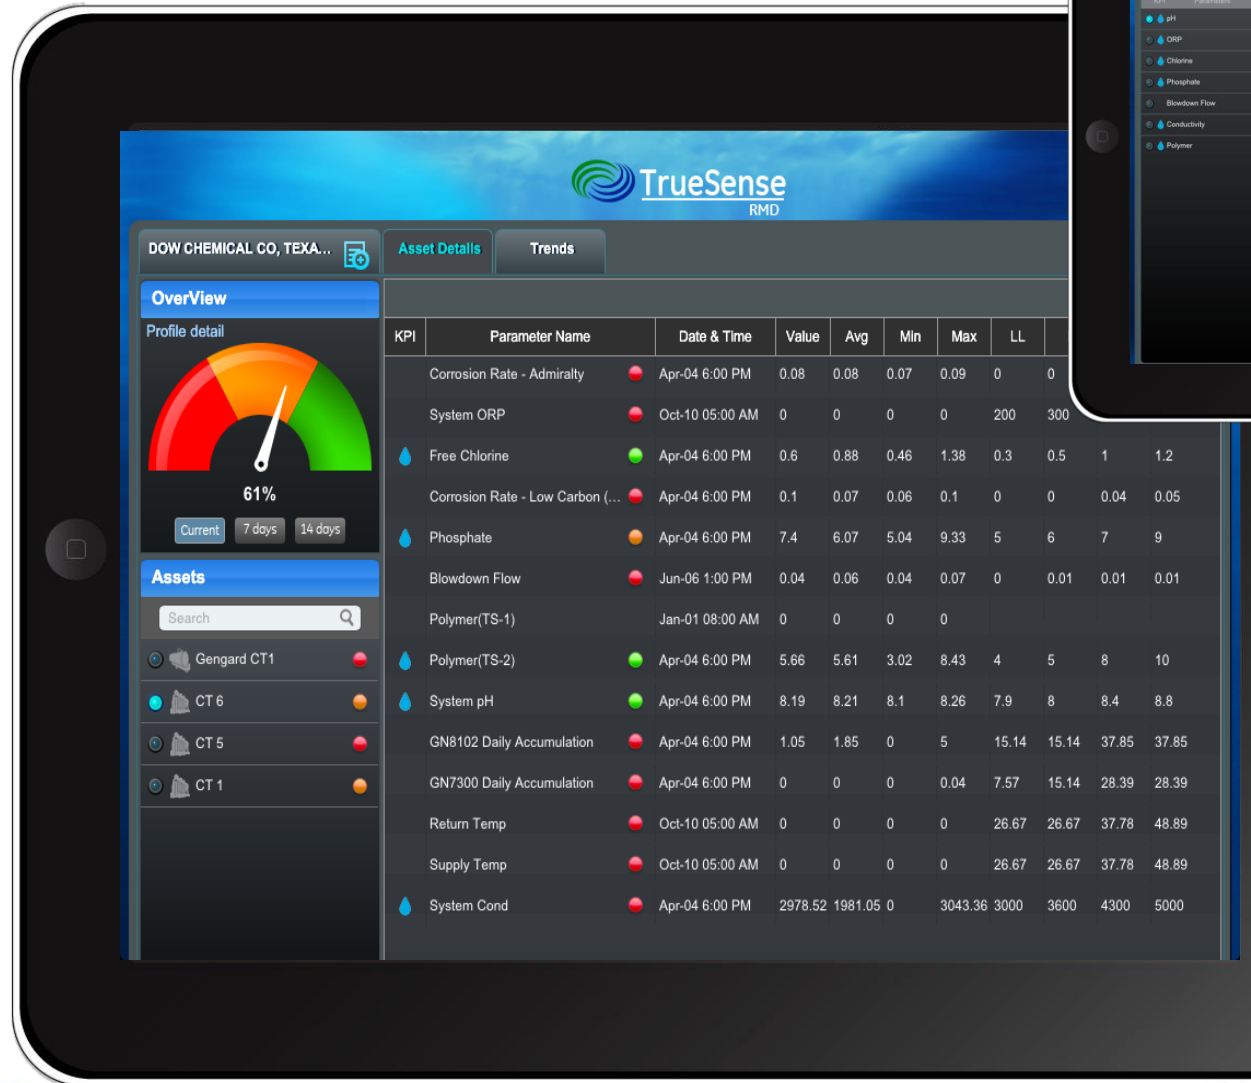 KPI Parameters
pH
ORP
Chlorine
Phosphate
Blowdown Flow
Conductivity
Polymer
TrueSense
RMD
DOW CHEMICAL CO, TEXA...
Asset Details Trends
OverView
Profile detail
61%
Current 7 days 14 days
Assets
Search
Gengard CT1
CT 6
CT 5
CT 1
KPI Parameter Name Date & Time Value Avg Min Max LL
Corrosion Rate - Admiralty Apr-04 6:00 PM 0.08 0.08 0.07 0.09 0 0
System ORP Oct-10 05:00 AM 0 0 0 0 200 300
Free Chlorine Apr-04 6:00 PM 0.6 0.88 0.46 1.38 0.3 0.5 1 1.2
Corrosion Rate - Low Carbon (... Apr-04 6:00 PM 0.1 0.07 0.06 0.1 0 0 0.04 0.05
Phosphate Apr-04 6:00 PM 7.4 6.07 5.04 9.33 5 6 7 9
Blowdown Flow Jun-06 1:00 PM 0.04 0.06 0.04 0.07 0 0.01 0.01 0.01
Polymer(TS-1) Jan-01 08:00 AM 0 0 0 0
Polymer(TS-2) Apr-04 6:00 PM 5.66 5.61 3.02 8.43 4 5 8 10
System pH Apr-04 6:00 PM 8.19 8.21 8.1 8.26 7.9 8 8.4 8.8
GN8102 Daily Accumulation Apr-04 6:00 PM 1.05 1.85 0 5 15.14 15.14 37.85 37.85
GN7300 Daily Accumulation Apr-04 6:00 PM 0 0 0 0.04 7.57 15.14 28.39 28.39
Return Temp Oct-10 05:00 AM 0 0 0 0 26.67 26.67 37.78 48.89
Supply Temp Oct-10 05:00 AM 0 0 0 0 26.67 26.67 37.78 48.89
System Cond Apr-04 6:00 PM 2978.52 1981.05 0 3043.36 3000 3600 4300 5000